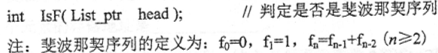 int IsF( List_ptr head ); // 判定是否是斐波那契序列
注：斐波那契序列的定义为：f₀=0，f₁=1，fₙ=fₙ₋₁+fₙ₋₂ (n≥2)